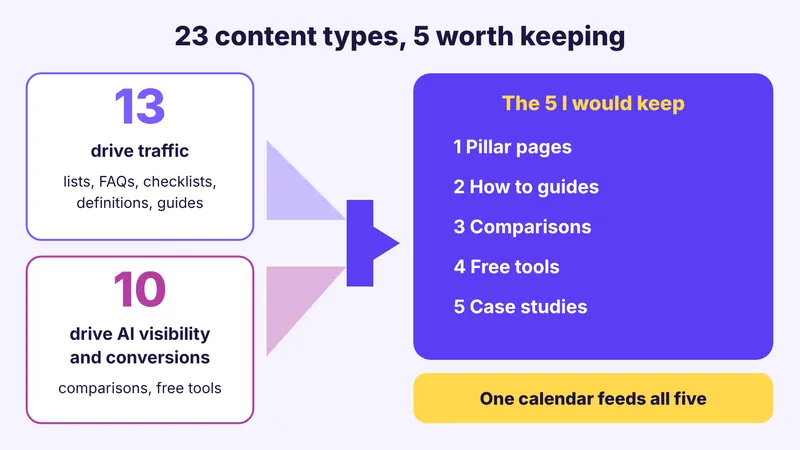 23 content types, 5 worth keeping
13
drive traffic
lists, FAQs, checklists,
definitions, guides
10
drive AI visibility
and conversions
comparisons, free tools
The 5 I would keep
1 Pillar pages
2 How to guides
3 Comparisons
4 Free tools
5 Case studies
One calendar feeds all five